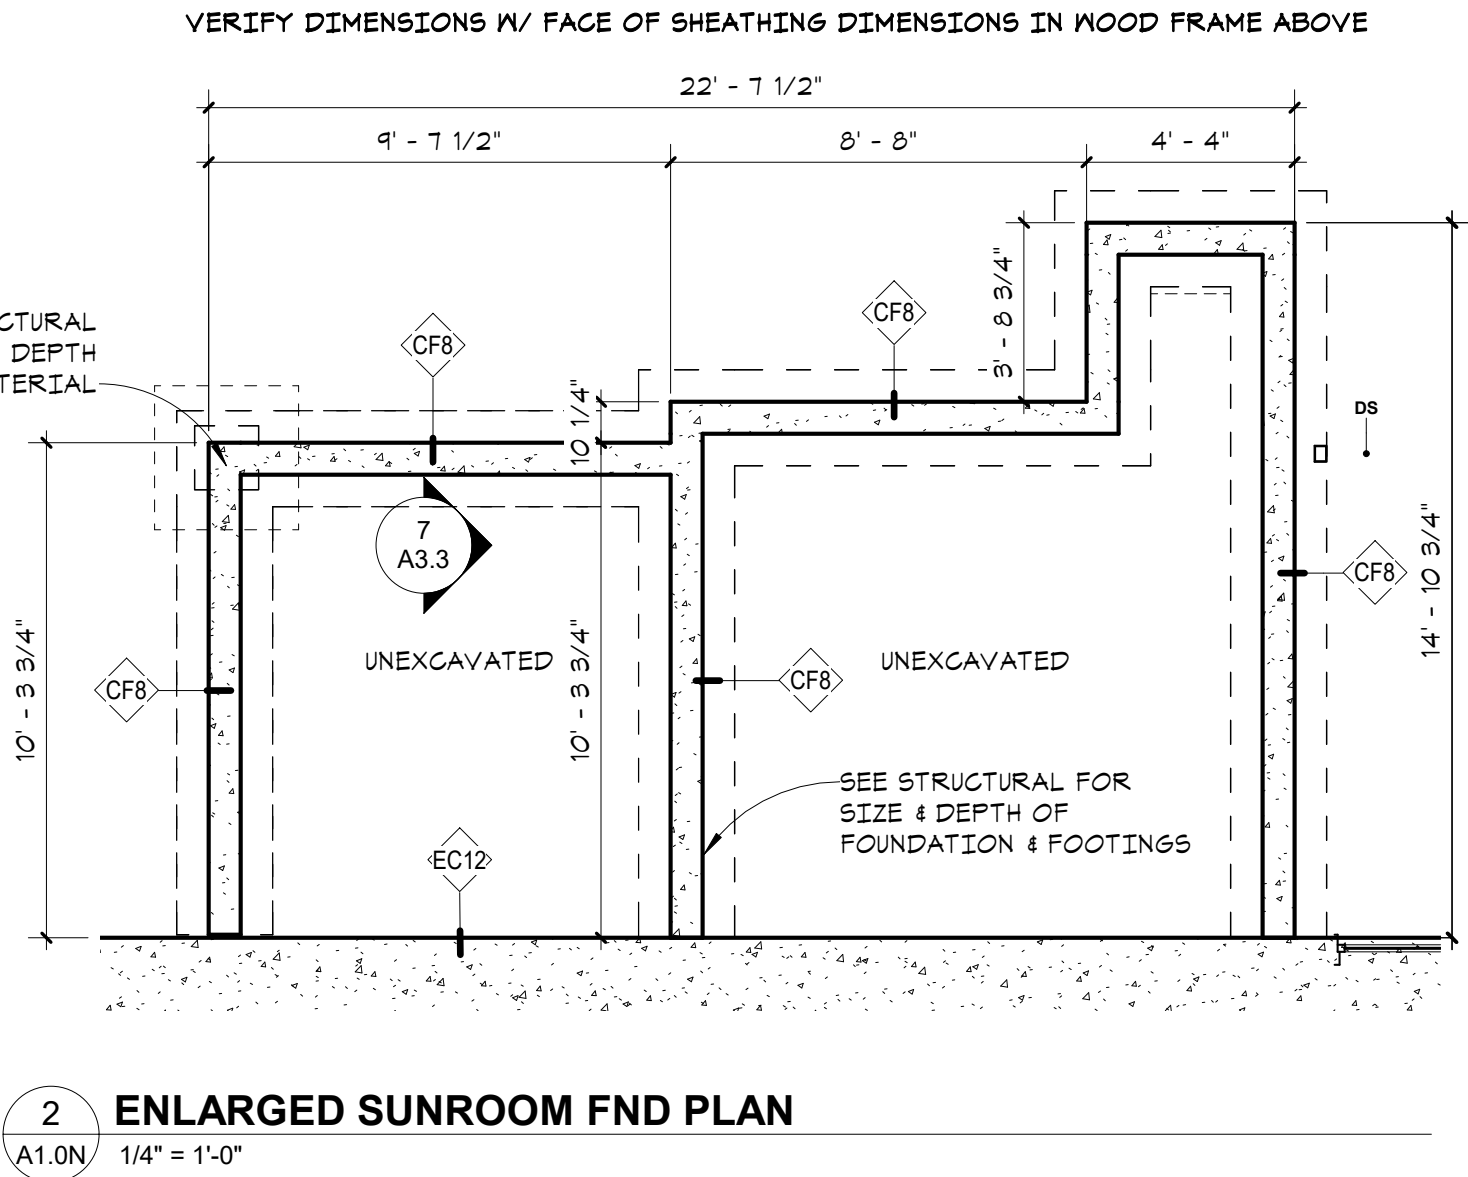 VERIFY DIMENSIONS W/ FACE OF SHEATHING DIMENSIONS IN WOOD FRAME ABOVE
22' - 7 1/2"
9' - 7 1/2"
8' - 8"
4' - 4"
3' - 8 3/4"
CF8
CTURAL
DEPTH
TERIAL
CF8
10 1/4"
DS
7
A3.3
14' - 10 3/4"
CF8
10' - 3 3/4"
UNEXCAVATED
10' - 3 3/4"
UNEXCAVATED
CF8
CF8
SEE STRUCTURAL FOR
SIZE & DEPTH OF
FOUNDATION & FOOTINGS
EC12
2
A1.0N
ENLARGED SUNROOM FND PLAN
1/4" = 1'-0"